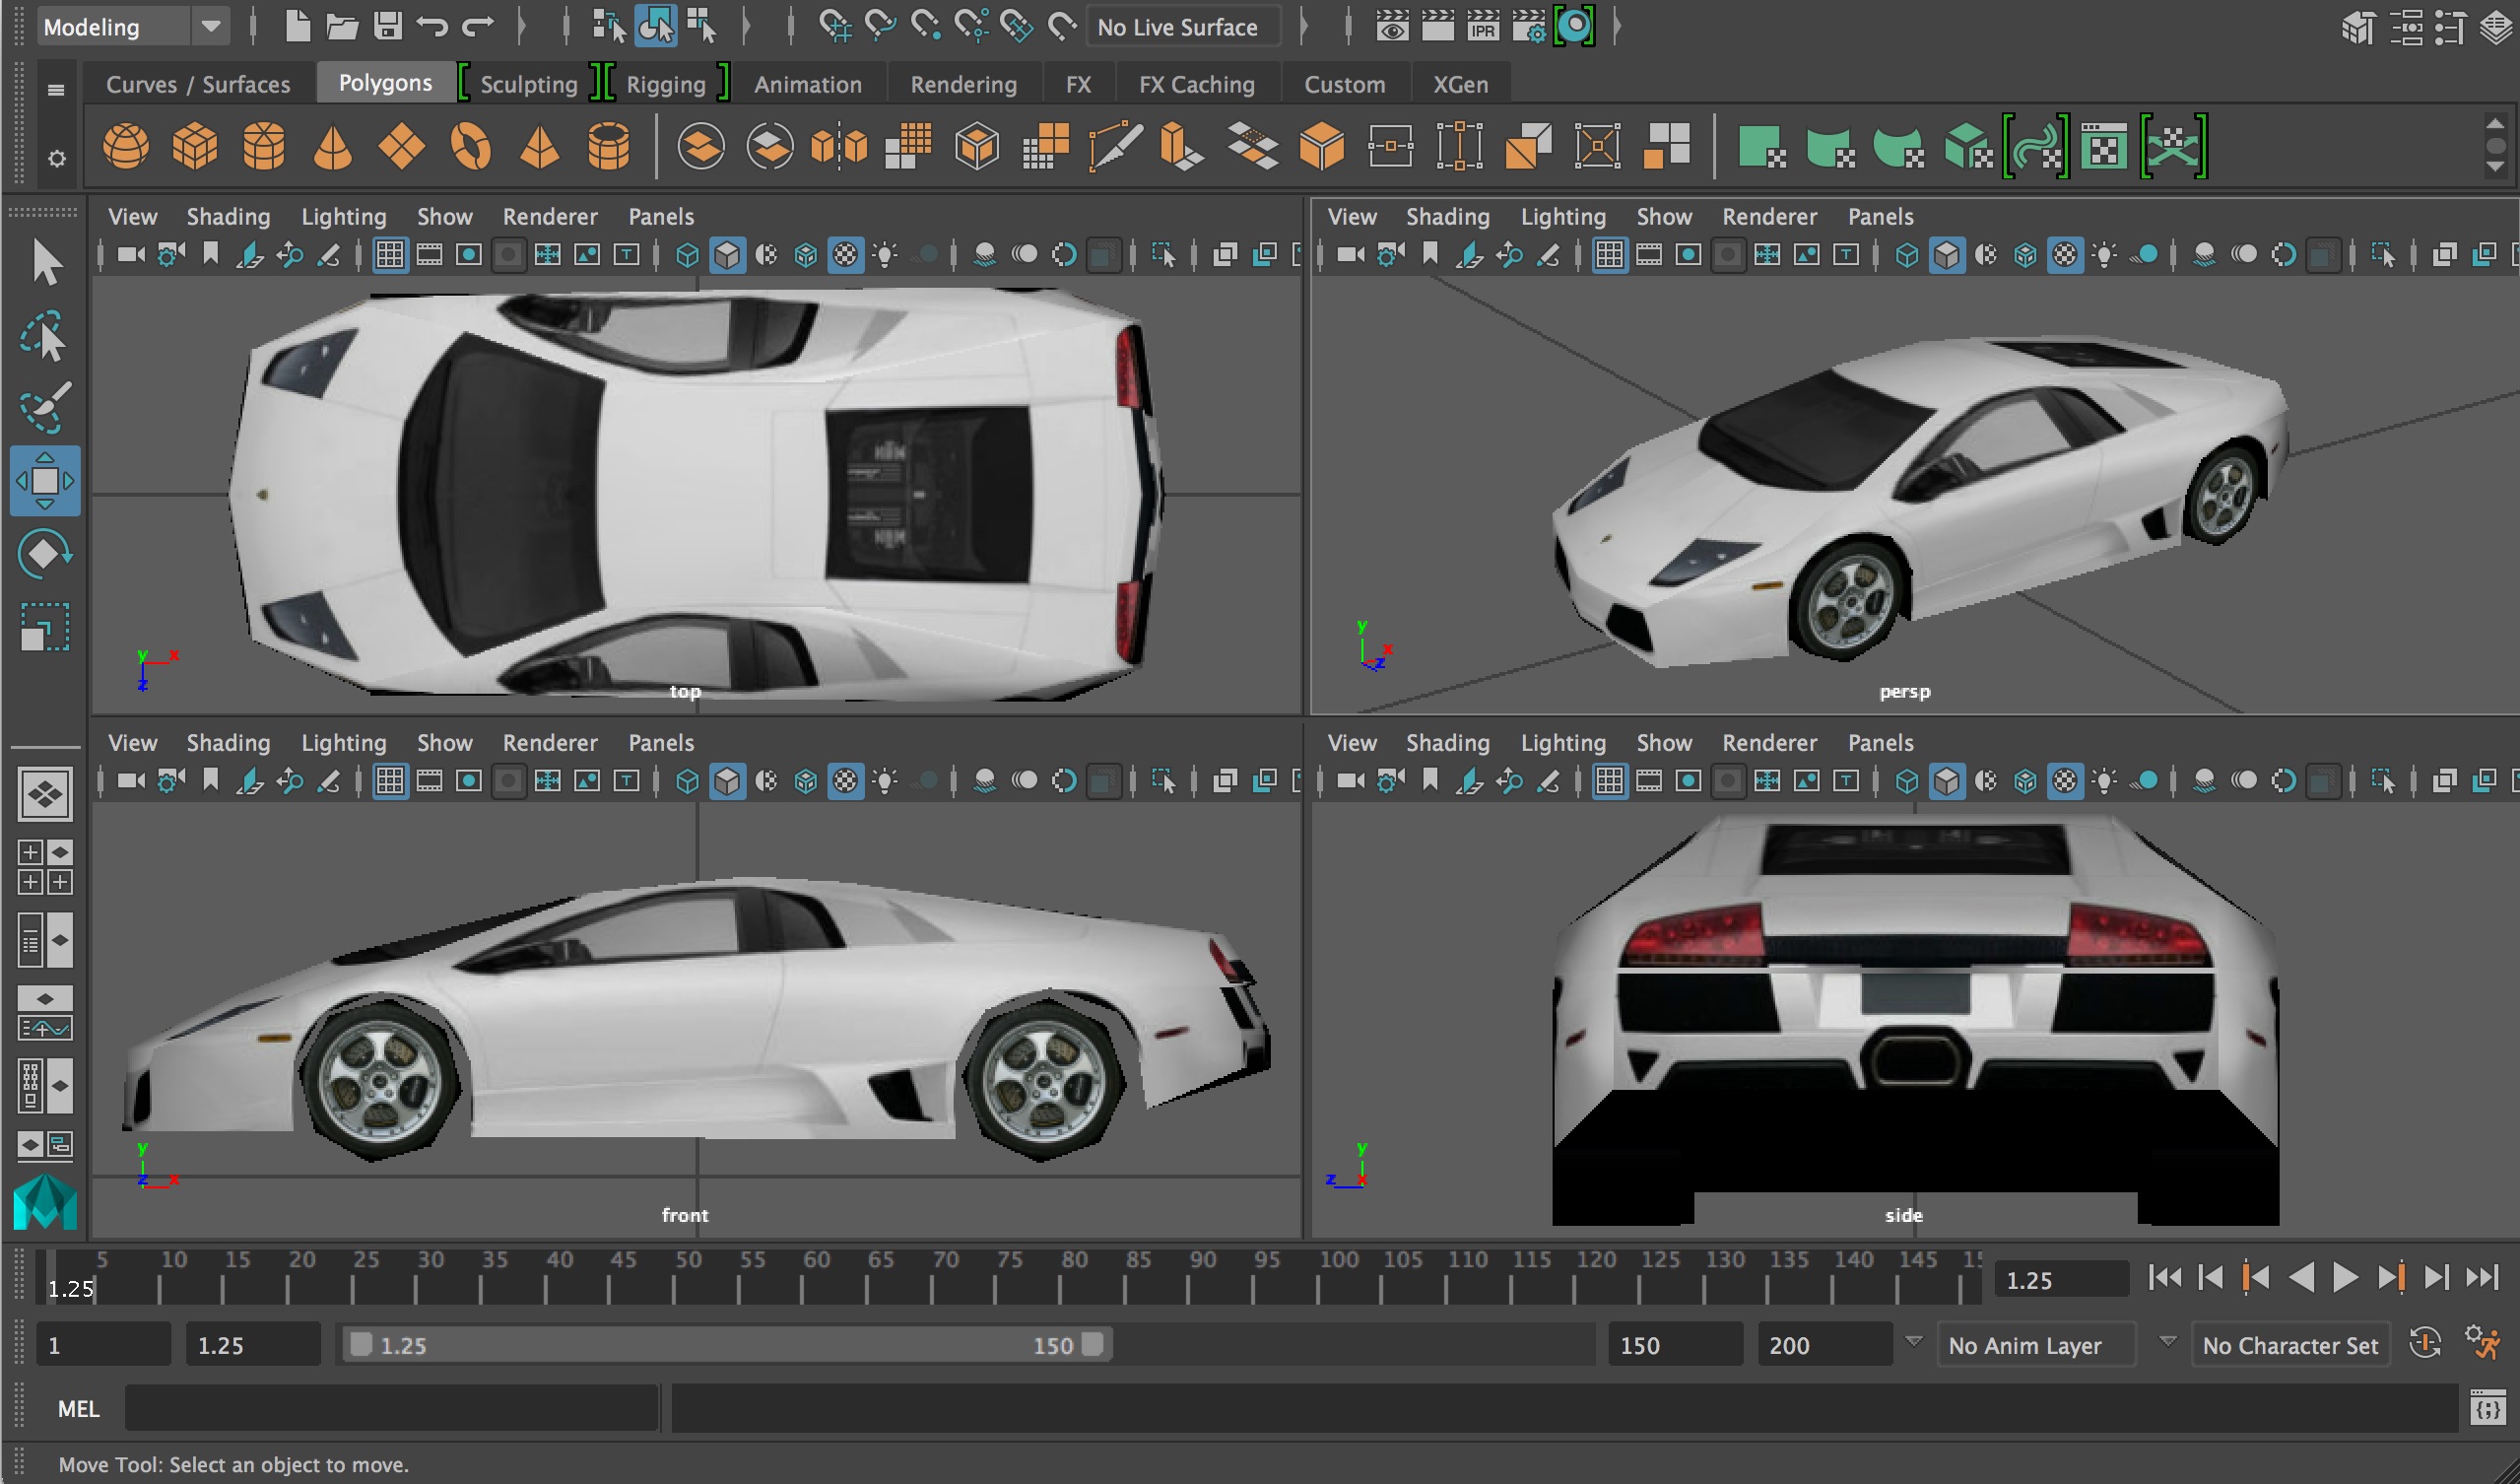 Modeling No Live Surface IPR
Curves / Surfaces Polygons Sculpting Rigging Animation Rendering FX FX Caching Custom XGen
View Shading Lighting Show Renderer Panels
View Shading Lighting Show Renderer Panels
T
T
y x z
top
y x z
persp
View Shading Lighting Show Renderer Panels
View Shading Lighting Show Renderer Panels
T
T
y z x
front
y z x
side
5 10 15 20 25 30 35 40 45 50 55 60 65 70 75 80 85 90 95 100 105 110 115 120 125 130 135 140 145 15
1.25 1.25
1 1.25 1.25 150 150 200 No Anim Layer No Character Set
MEL {;}
Move Tool: Select an object to move.